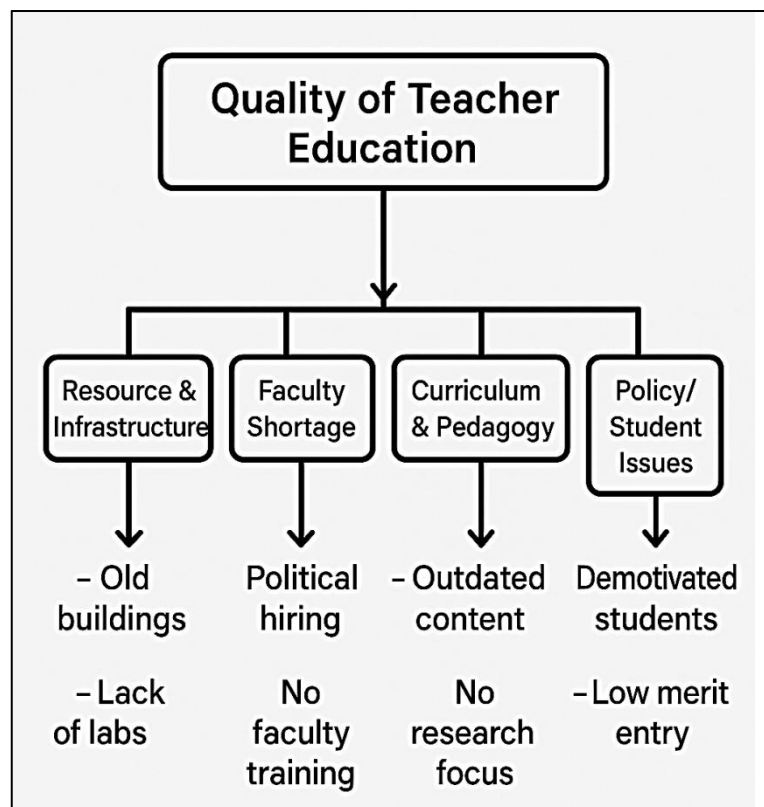 Quality of Teacher
Education
Resource &
Infrastructure
Faculty
Shortage
Curriculum
& Pedagogy
Policy/
Student
Issues
– Old
buildings
– Lack
of labs
Political
hiring
No
faculty
training
– Outdated
content
No
research
focus
Demotivated
students
– Low merit
entry